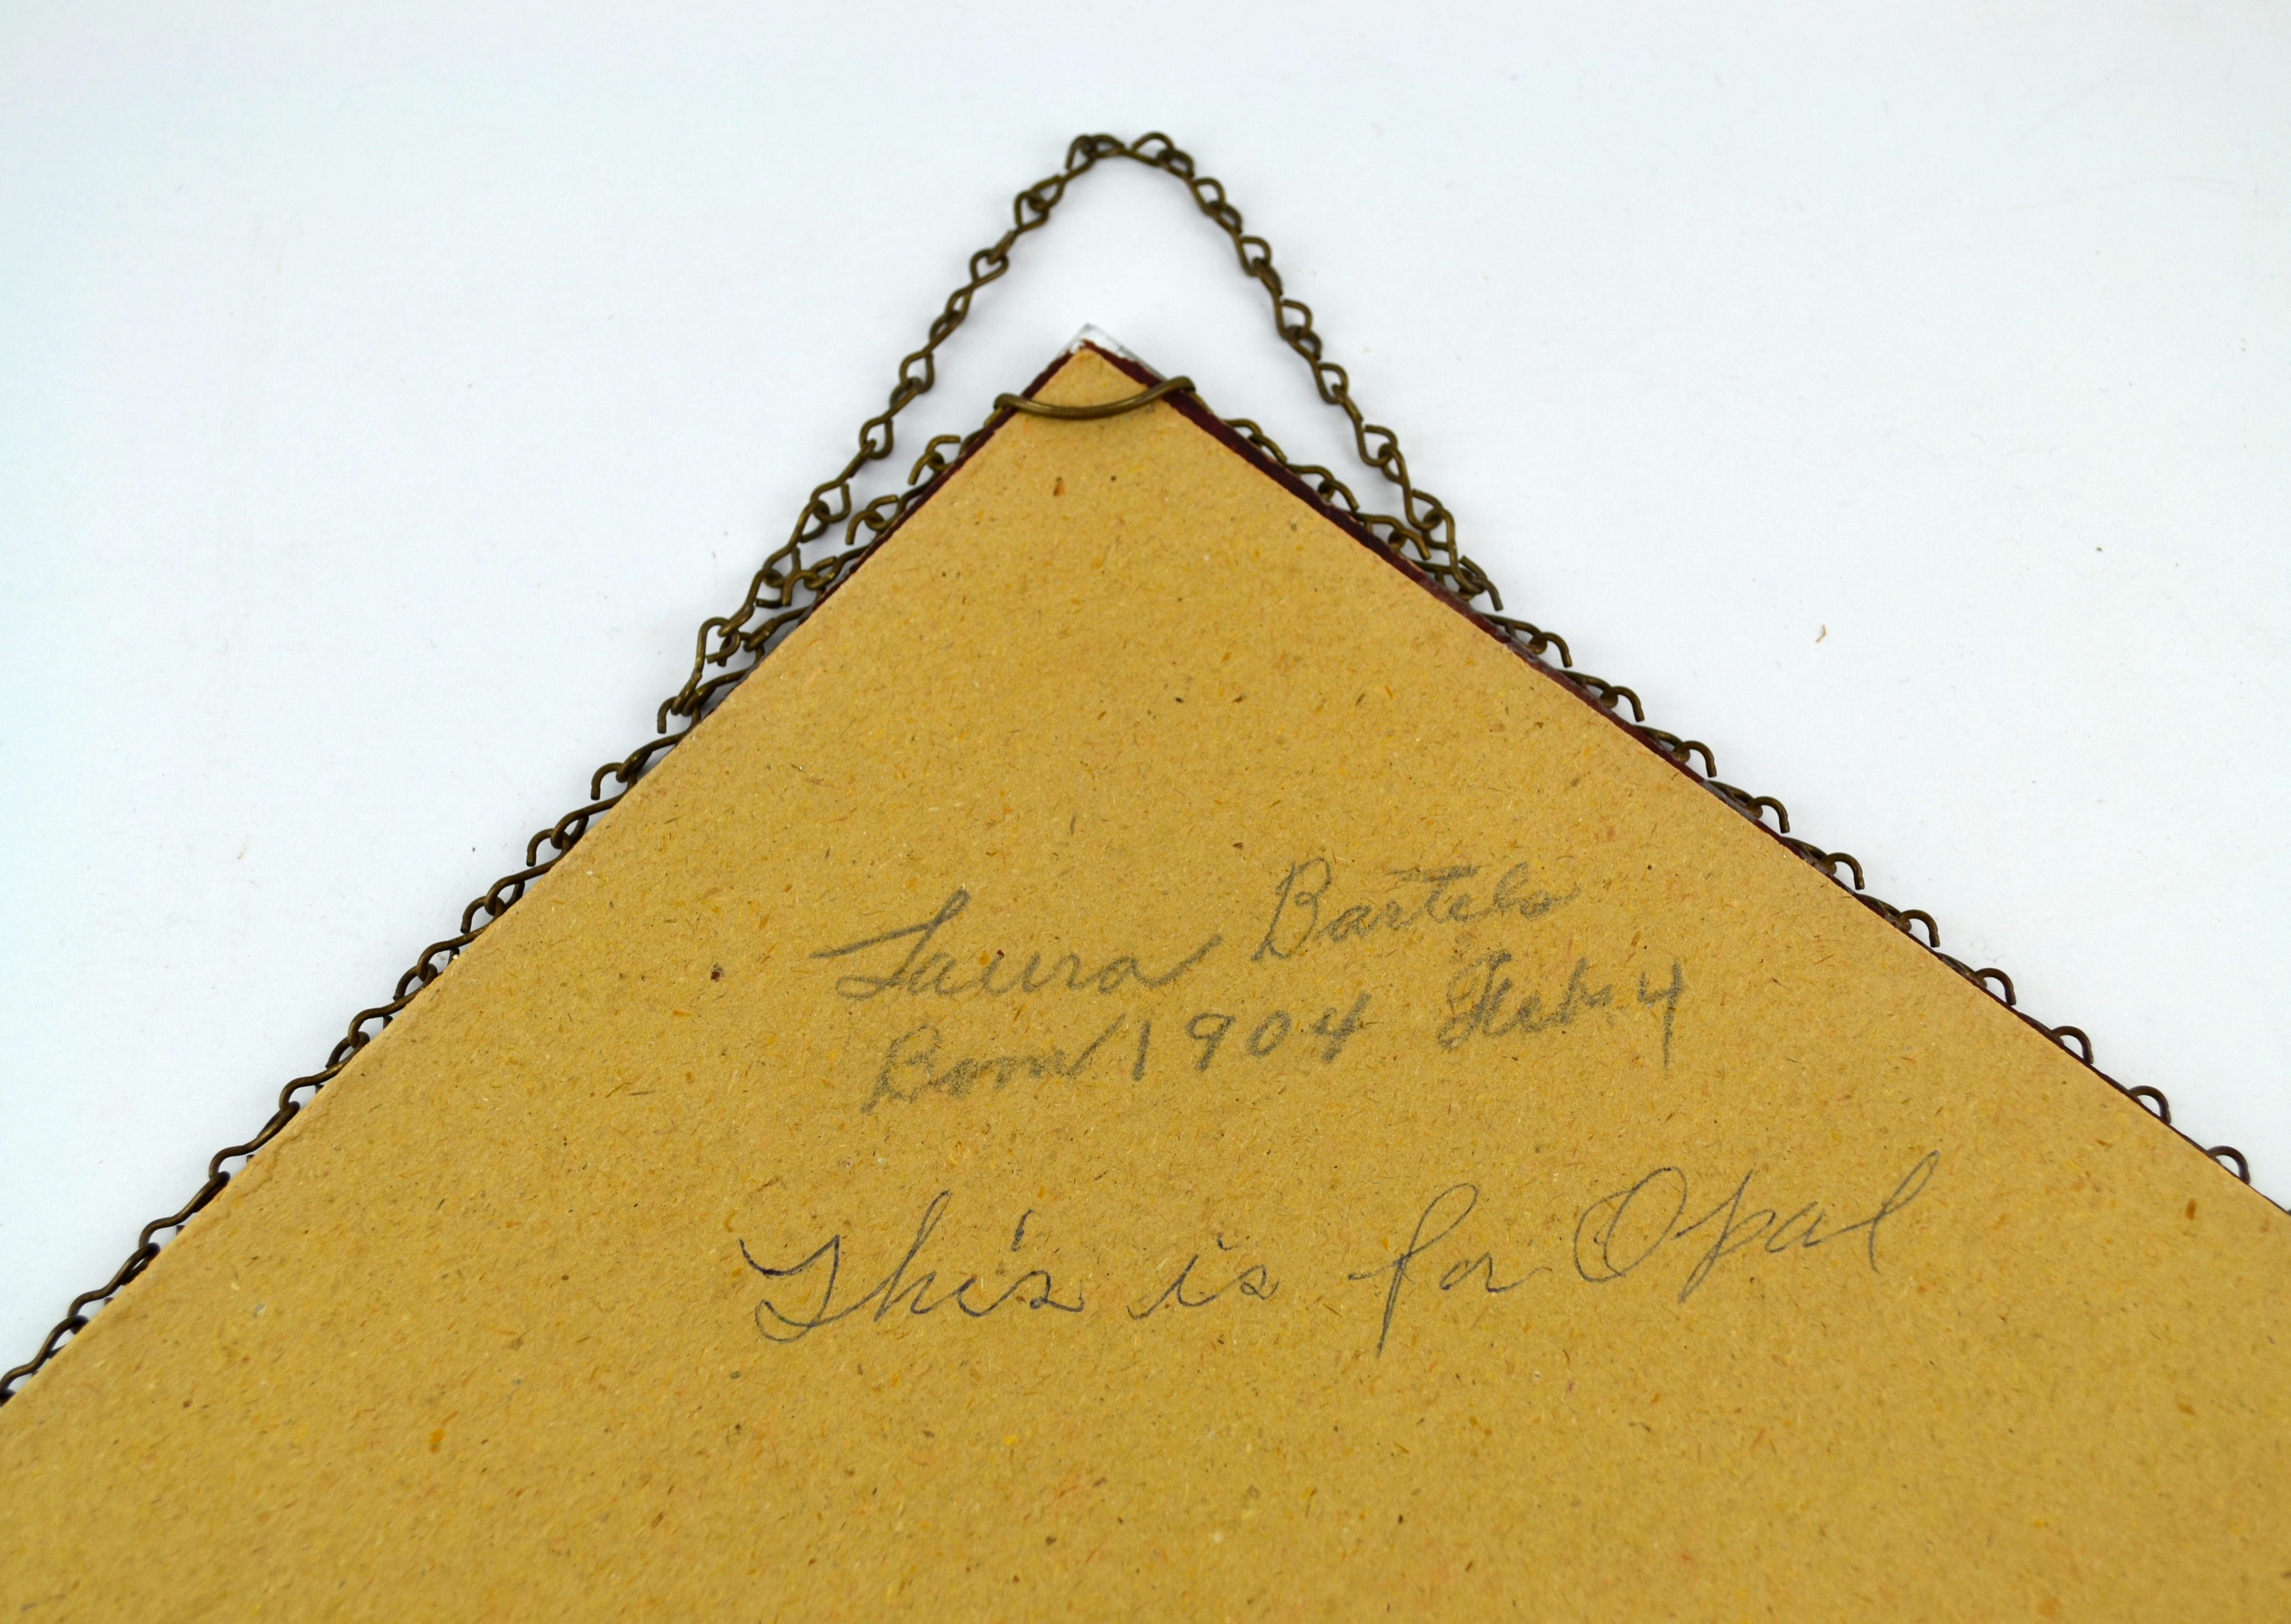 Laura Bartels
Born 1904 Feb. 4
This is for Opal